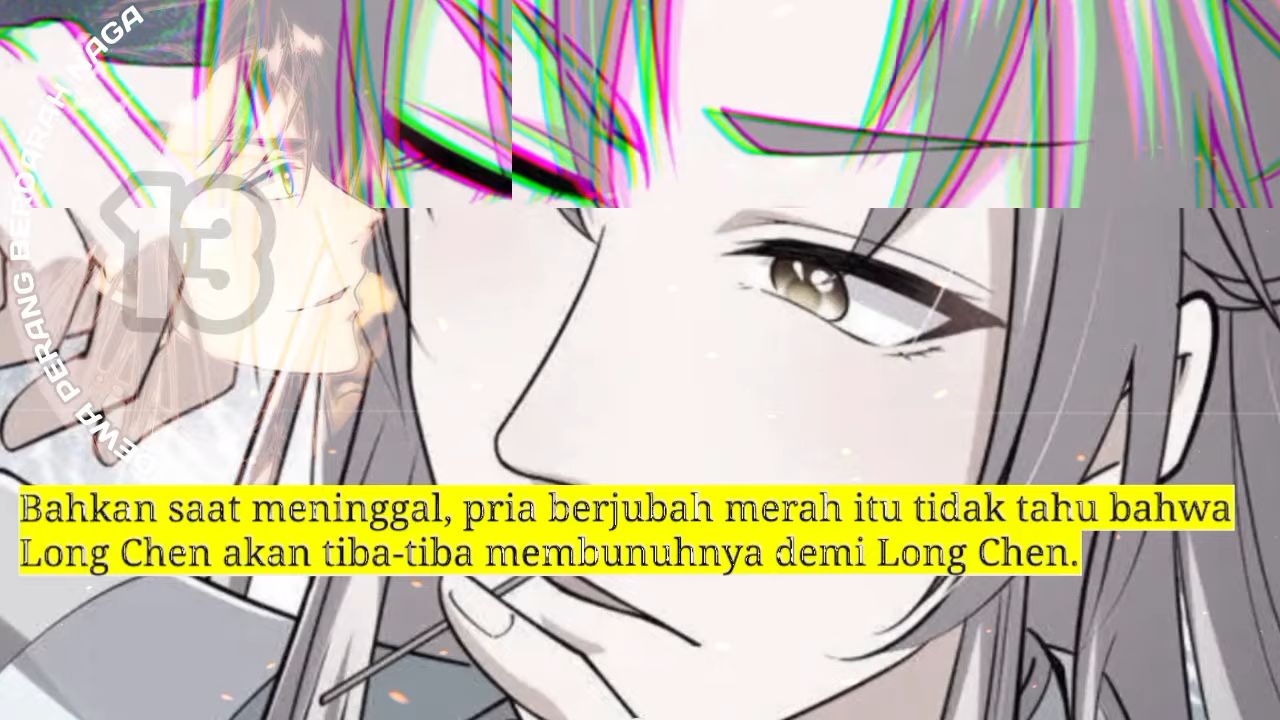 DEWA PERANG BERDARAH NAGA
13
Bahkan saat meninggal, pria berjubah merah itu tidak tahu bahwa
Long Chen akan tiba-tiba membunuhnya demi Long Chen.